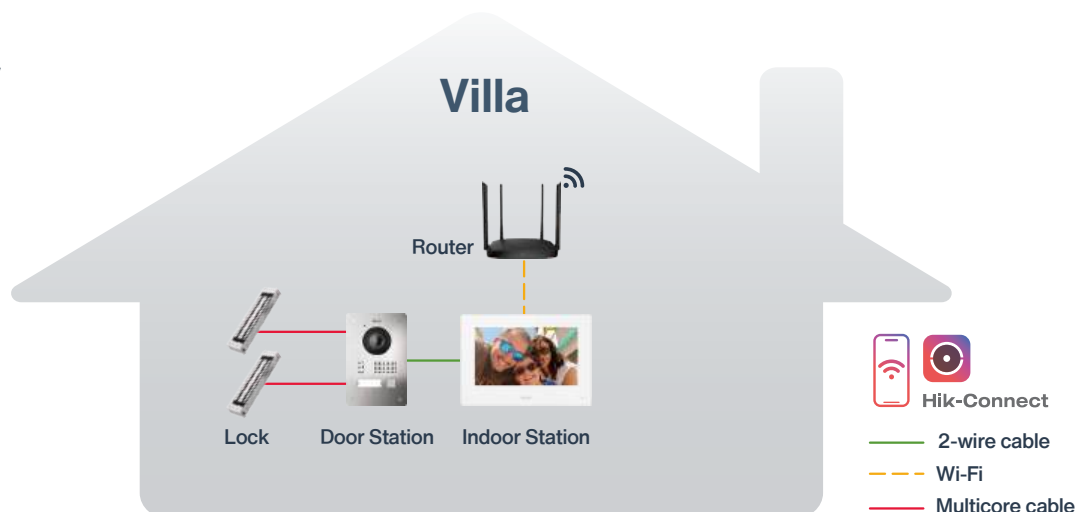 Villa
Router
Lock
Door Station
Indoor Station
Hik-Connect
2-wire cable
Wi-Fi
Multicore cable